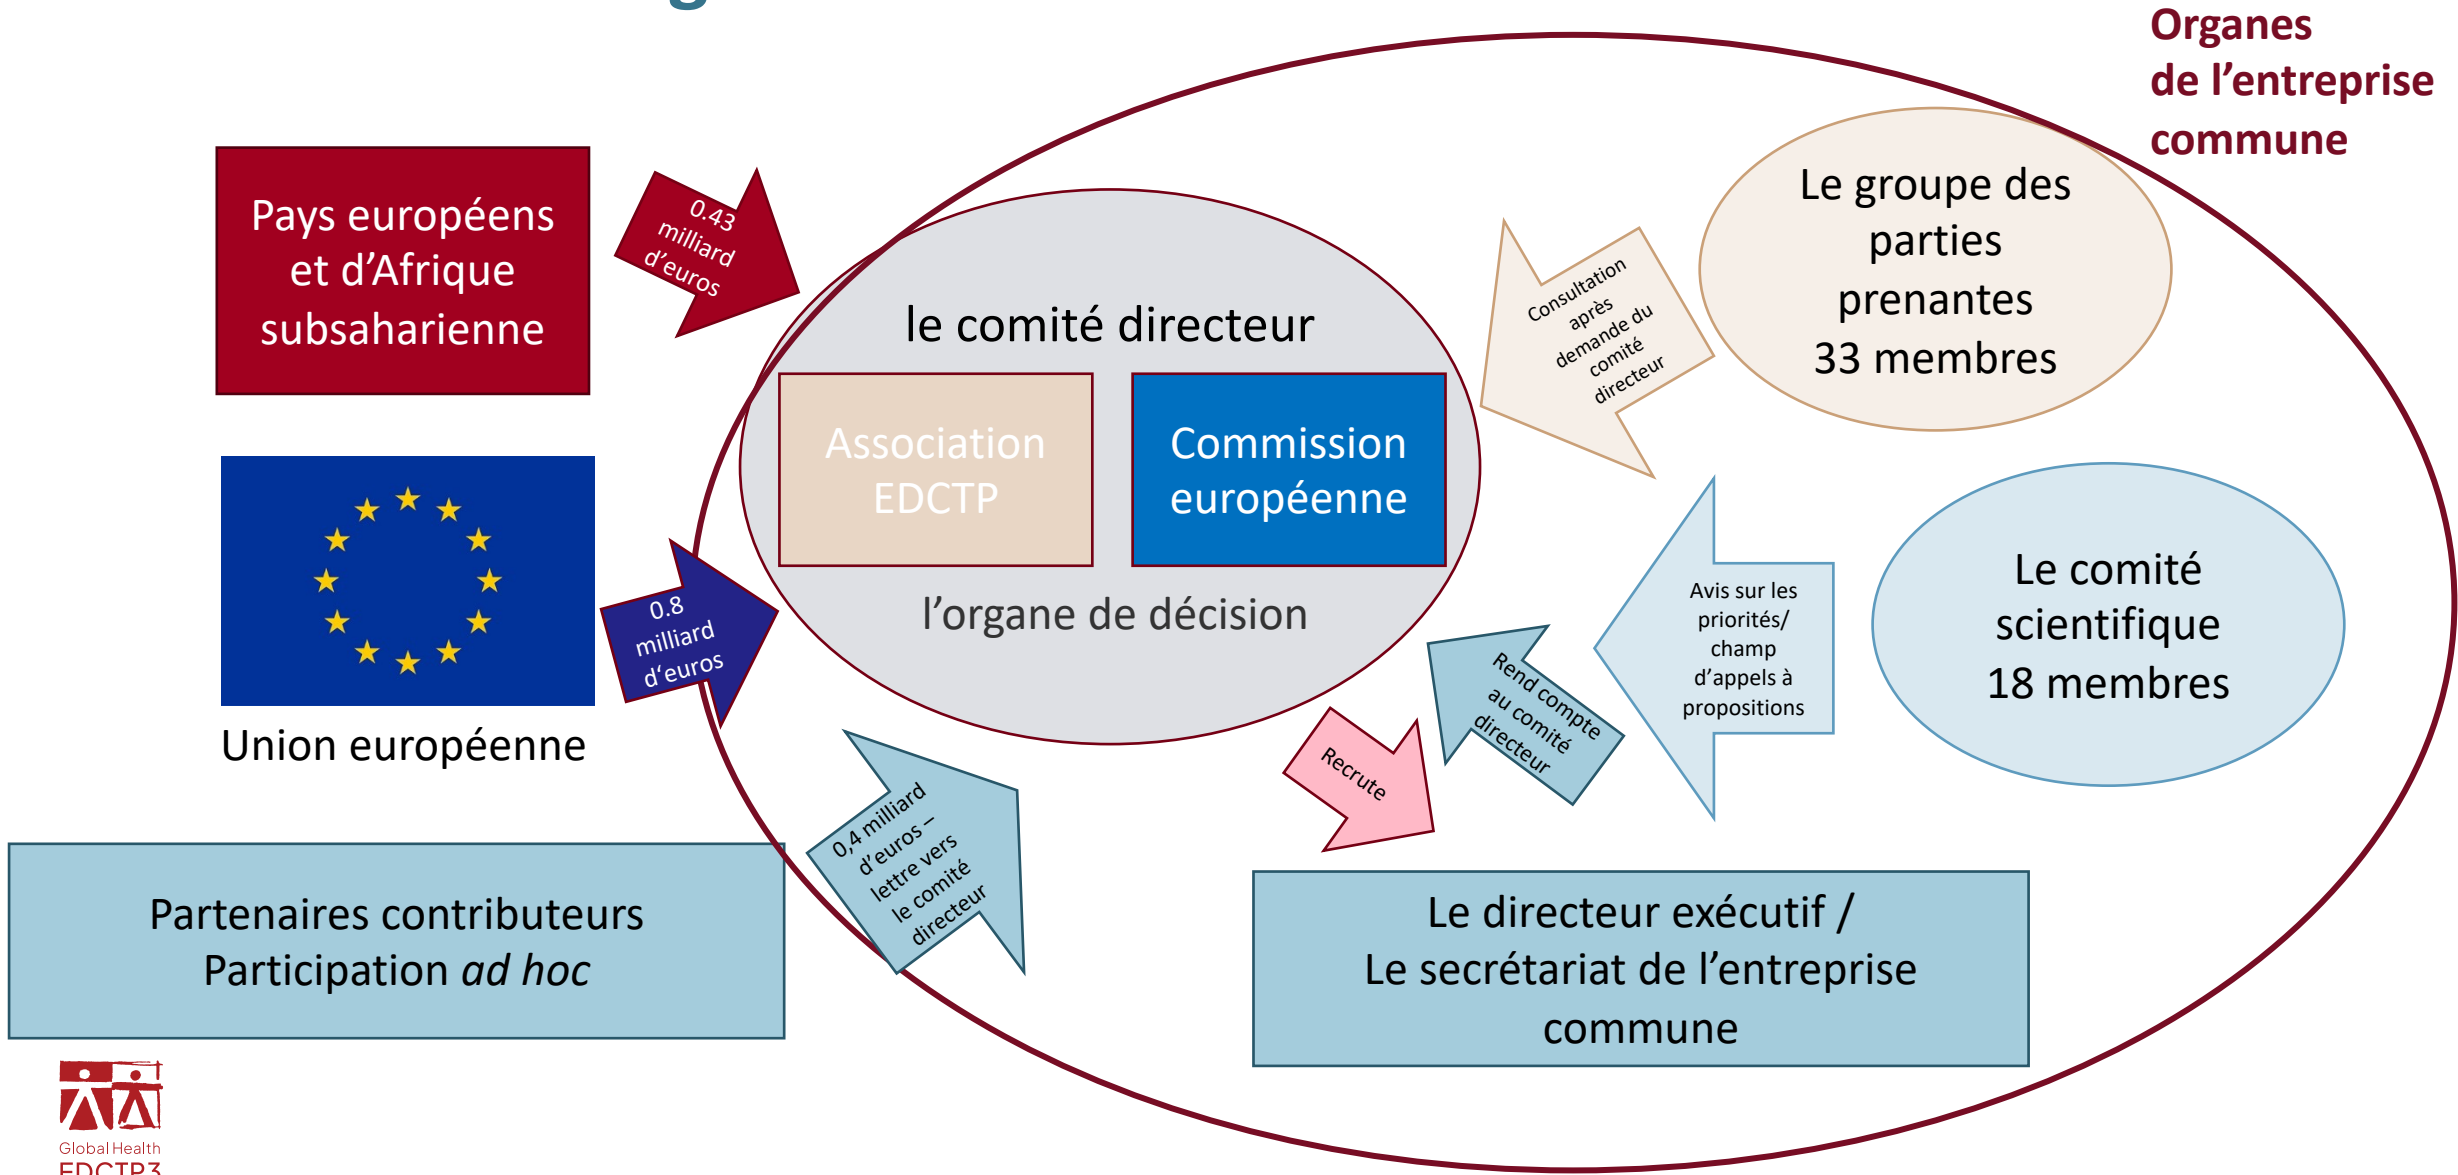 Organes
de l’entreprise
commune
Pays européens
et d’Afrique
subsaharienne
0.43
milliard
d’euros
Le groupe des
parties
prenantes
33 membres
Consultation
après
demande du
comité
directeur
le comité directeur
Association
EDCTP
Commission
européenne
l’organe de décision
Union européenne
0.8
milliard
d‘euros
Avis sur les
priorités/
champ
d’appels à
propositions
Le comité
scientifique
18 membres
Rend compte
au comité
directeur
Recrute
0,4 milliard
d’euros –
lettre vers
le comité
directeur
Partenaires contributeurs
Participation ad hoc
Le directeur exécutif /
Le secrétariat de l’entreprise
commune
Global Health
EDCTP3